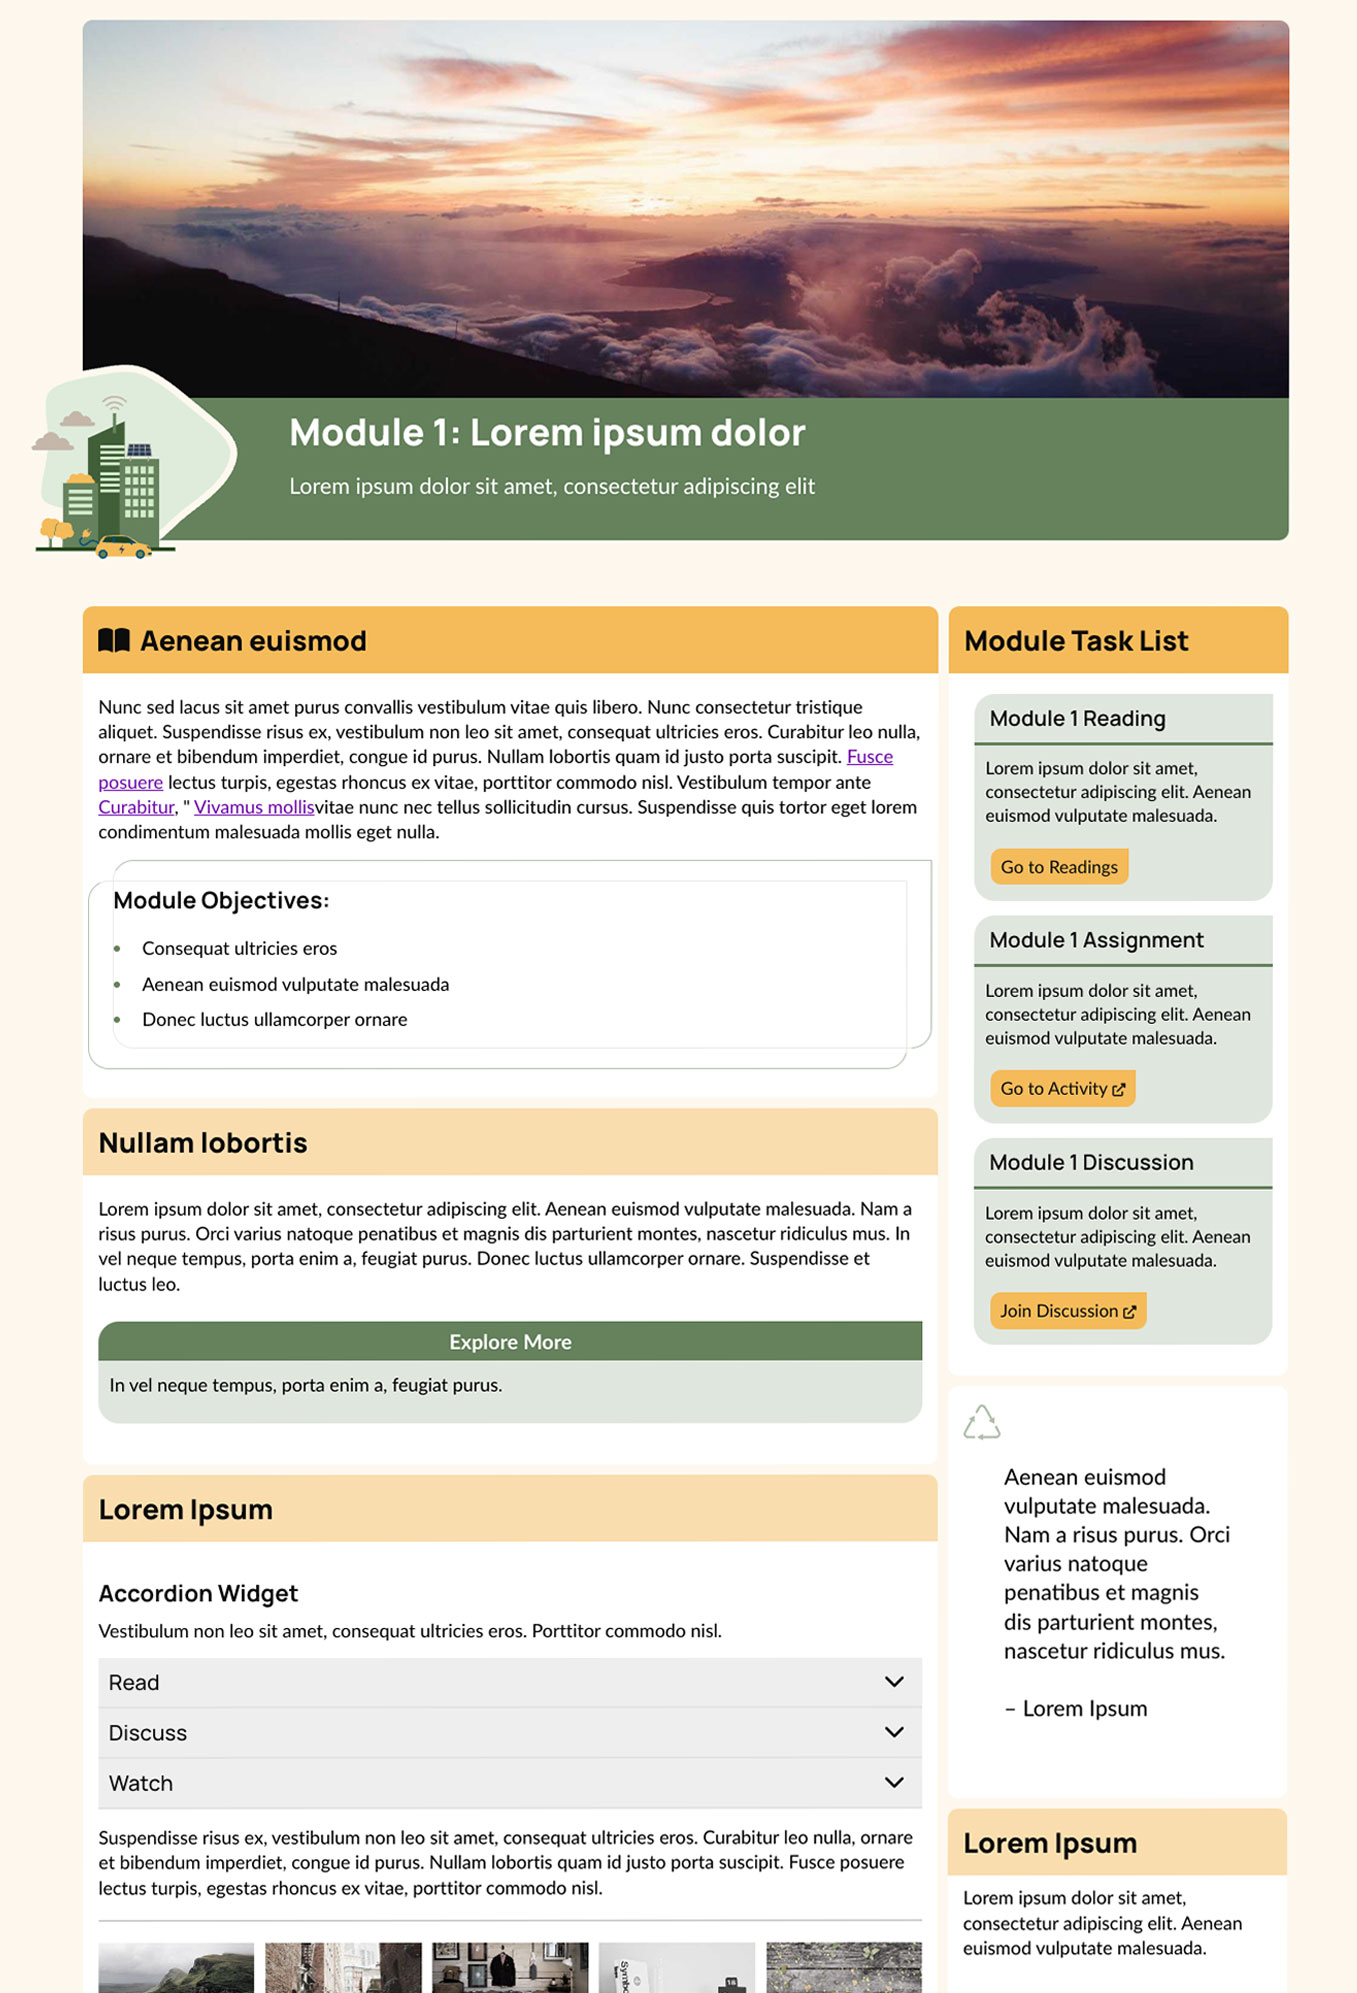 Module 1: Lorem ipsum dolor
Lorem ipsum dolor sit amet, consectetur adipiscing elit
Aenean euismod
Nunc sed lacus sit amet purus convallis vestibulum vitae quis libero. Nunc consectetur tristique
aliquet. Suspendisse risus ex, vestibulum non leo sit amet, consequat ultricies eros. Curabitur leo nulla,
ornare et bibendum imperdiet, congue id purus. Nullam lobortis quam id justo porta suscipit. Fusce
posuere lectus turpis, egestas rhoncus ex vitae, porttitor commodo nisl. Vestibulum tempor ante
Curabitur, " Vivamus mollisvitae nunc nec tellus sollicitudin cursus. Suspendisse quis tortor eget lorem
condimentum malesuada mollis eget nulla.
Module Objectives:
• Consequat ultricies eros
• Aenean euismod vulputate malesuada
• Donec luctus ullamcorper ornare
Nullam lobortis
Lorem ipsum dolor sit amet, consectetur adipiscing elit. Aenean euismod vulputate malesuada. Nam a
risus purus. Orci varius natoque penatibus et magnis dis parturient montes, nascetur ridiculus mus. In
vel neque tempus, porta enim a, feugiat purus. Donec luctus ullamcorper ornare. Suspendisse et
luctus leo.
Explore More
In vel neque tempus, porta enim a, feugiat purus.
Lorem Ipsum
Accordion Widget
Vestibulum non leo sit amet, consequat ultricies eros. Porttitor commodo nisl.
Read
Discuss
Watch
Suspendisse risus ex, vestibulum non leo sit amet, consequat ultricies eros. Curabitur leo nulla, ornare
et bibendum imperdiet, congue id purus. Nullam lobortis quam id justo porta suscipit. Fusce posuere
lectus turpis, egestas rhoncus ex vitae, porttitor commodo nisl.
Module Task List
Module 1 Reading
Lorem ipsum dolor sit amet,
consectetur adipiscing elit. Aenean
euismod vulputate malesuada.
Go to Readings
Module 1 Assignment
Lorem ipsum dolor sit amet,
consectetur adipiscing elit. Aenean
euismod vulputate malesuada.
Go to Activity
Module 1 Discussion
Lorem ipsum dolor sit amet,
consectetur adipiscing elit. Aenean
euismod vulputate malesuada.
Join Discussion
Aenean euismod
vulputate malesuada.
Nam a risus purus. Orci
varius natoque
penatibus et magnis
dis parturient montes,
nascetur ridiculus mus.
– Lorem Ipsum
Lorem Ipsum
Lorem ipsum dolor sit amet,
consectetur adipiscing elit. Aenean
euismod vulputate malesuada.